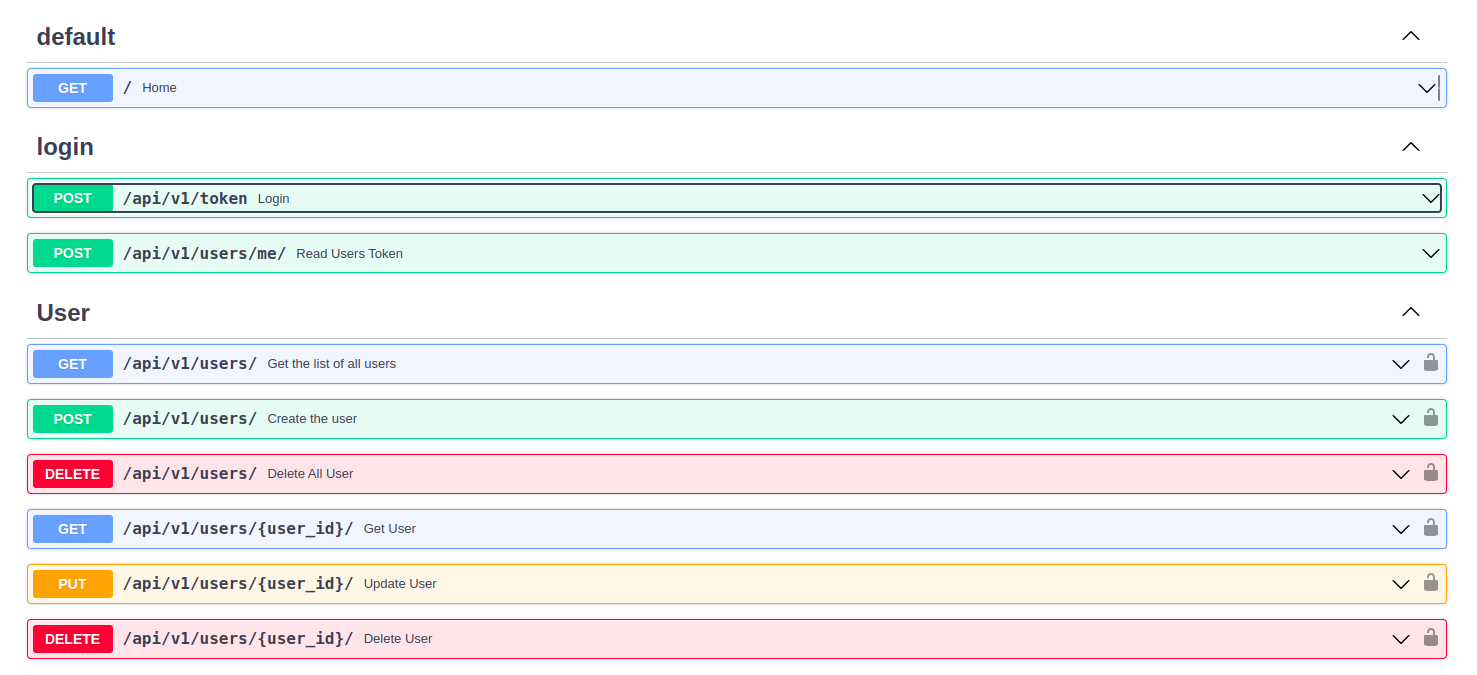 default
GET / Home
login
POST /api/v1/token Login
POST /api/v1/users/me/ Read Users Token
User
GET /api/v1/users/ Get the list of all users
POST /api/v1/users/ Create the user
DELETE /api/v1/users/ Delete All User
GET /api/v1/users/{user_id}/ Get User
PUT /api/v1/users/{user_id}/ Update User
DELETE /api/v1/users/{user_id}/ Delete User